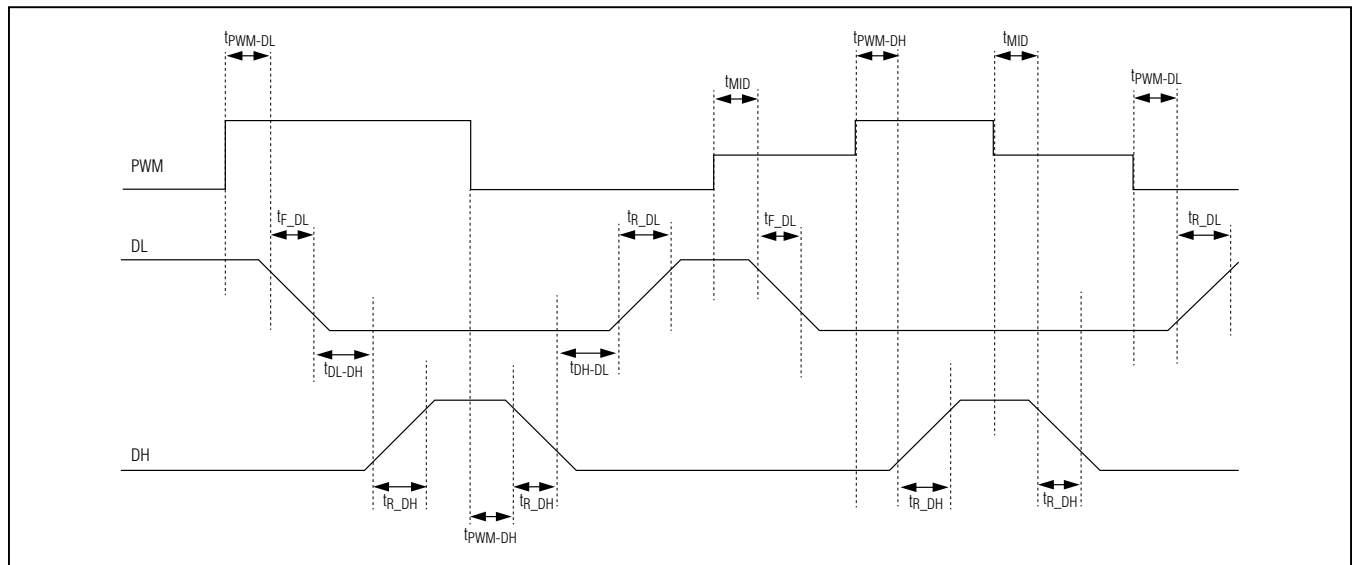 tPWM-DL
tPWM-DH
tMID
tMID
tPWM-DL
PWM
tF_DL
tR_DL
tF_DL
tR_DL
DL
tDL-DH
tDH-DL
DH
tR_DH
tR_DH
tR_DH
tR_DH
tPWM-DH